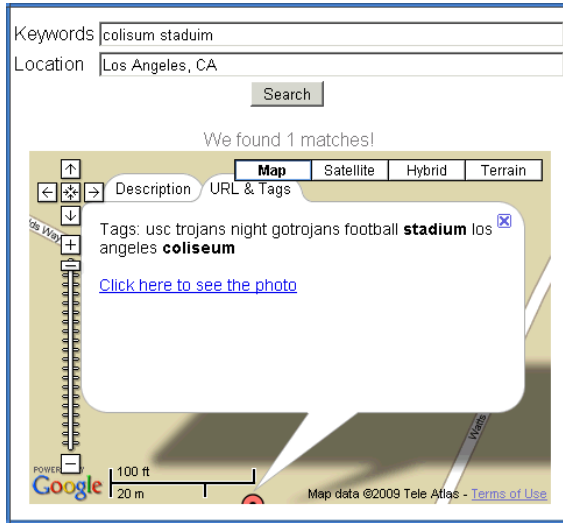 Keywords colisum staduim
Location Los Angeles, CA
Search
We found 1 matches!
Map Satellite Hybrid Terrain
Description URL & Tags
Tags: usc trojans night gotrojans football stadium los
angeles coliseum
Click here to see the photo
Watts
100 ft
20 m
Google
Map data ©2009 Tele Atlas - Terms of Use